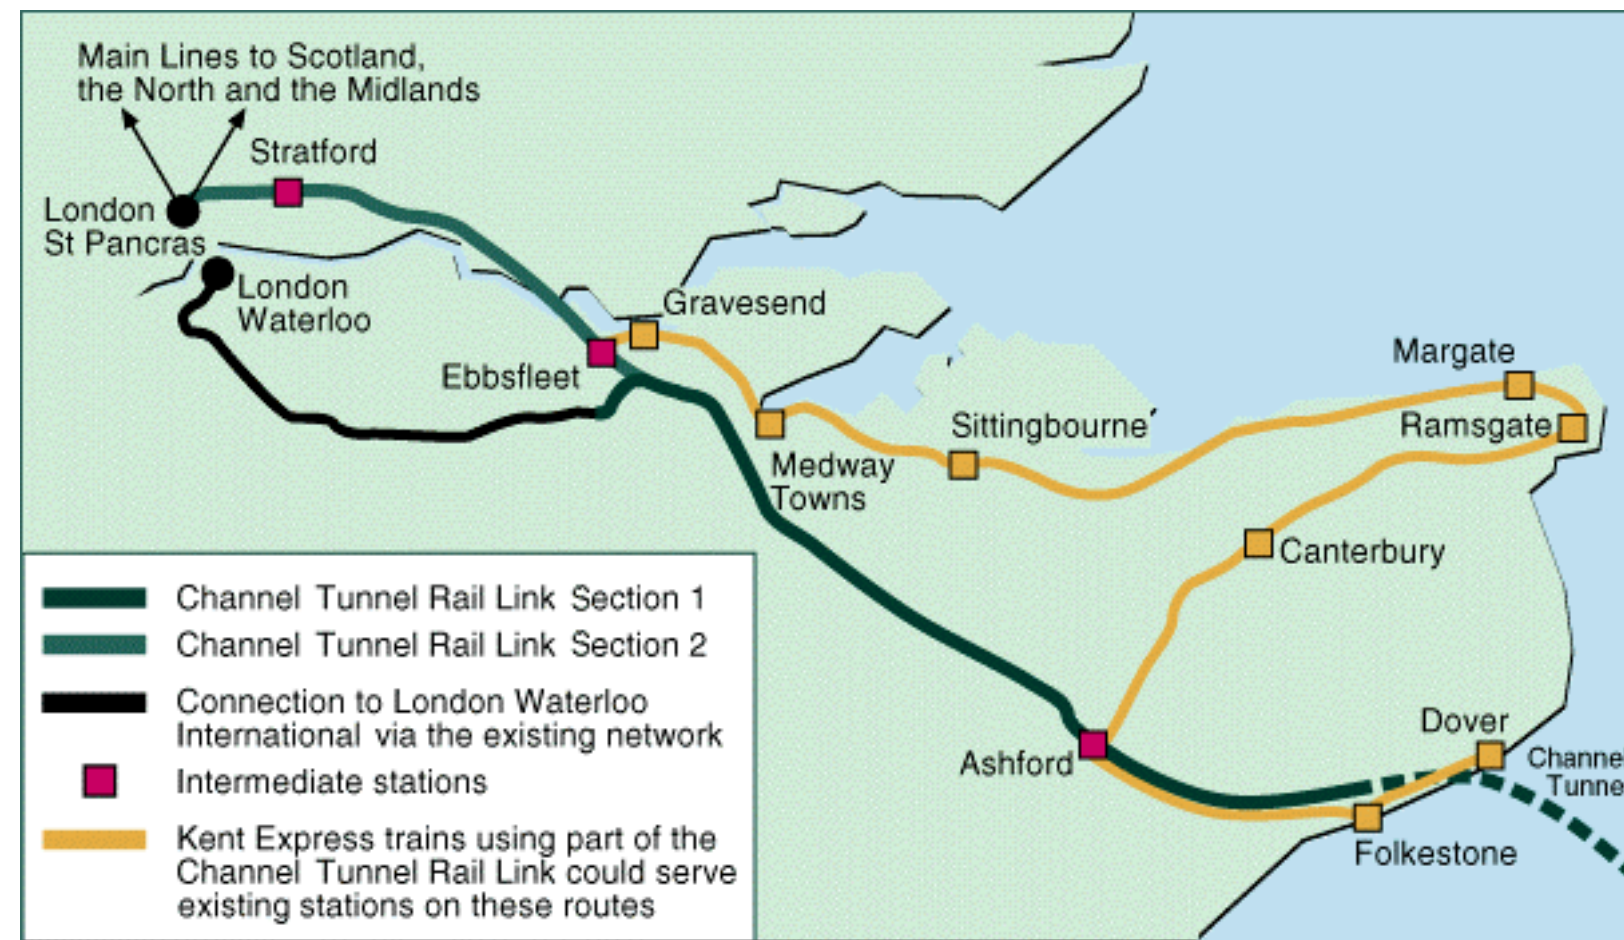 Main Lines to Scotland,
the North and the Midlands
Stratford
London
St Pancras
London
Waterloo
Gravesend
Ebbsfleet
Margate
Ramsgate
Sittingbourne
Medway
Towns
Canterbury
Dover
Channe
Tunne
Ashford
Folkestone
Channel Tunnel Rail Link Section 1
Channel Tunnel Rail Link Section 2
Connection to London Waterloo
International via the existing network
Intermediate stations
Kent Express trains using part of the
Channel Tunnel Rail Link could serve
existing stations on these routes